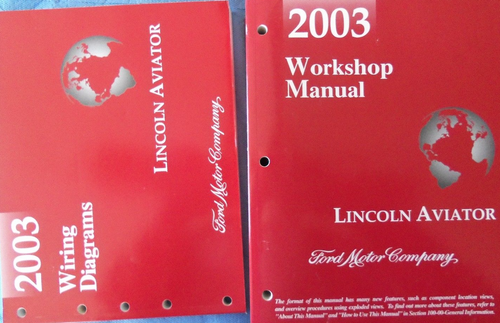 2003
Wiring
Diagrams
LINCOLN AVIATOR
Ford Motor Company
2003
Workshop
Manual
LINCOLN AVIATOR
Ford Motor Company
The format of this manual has many new features, such as component location views,
and overview procedures using exploded views. To find out more about these features, refer to
"About This Manual" and "How to Use This Manual" in Section 100-00-General Information.